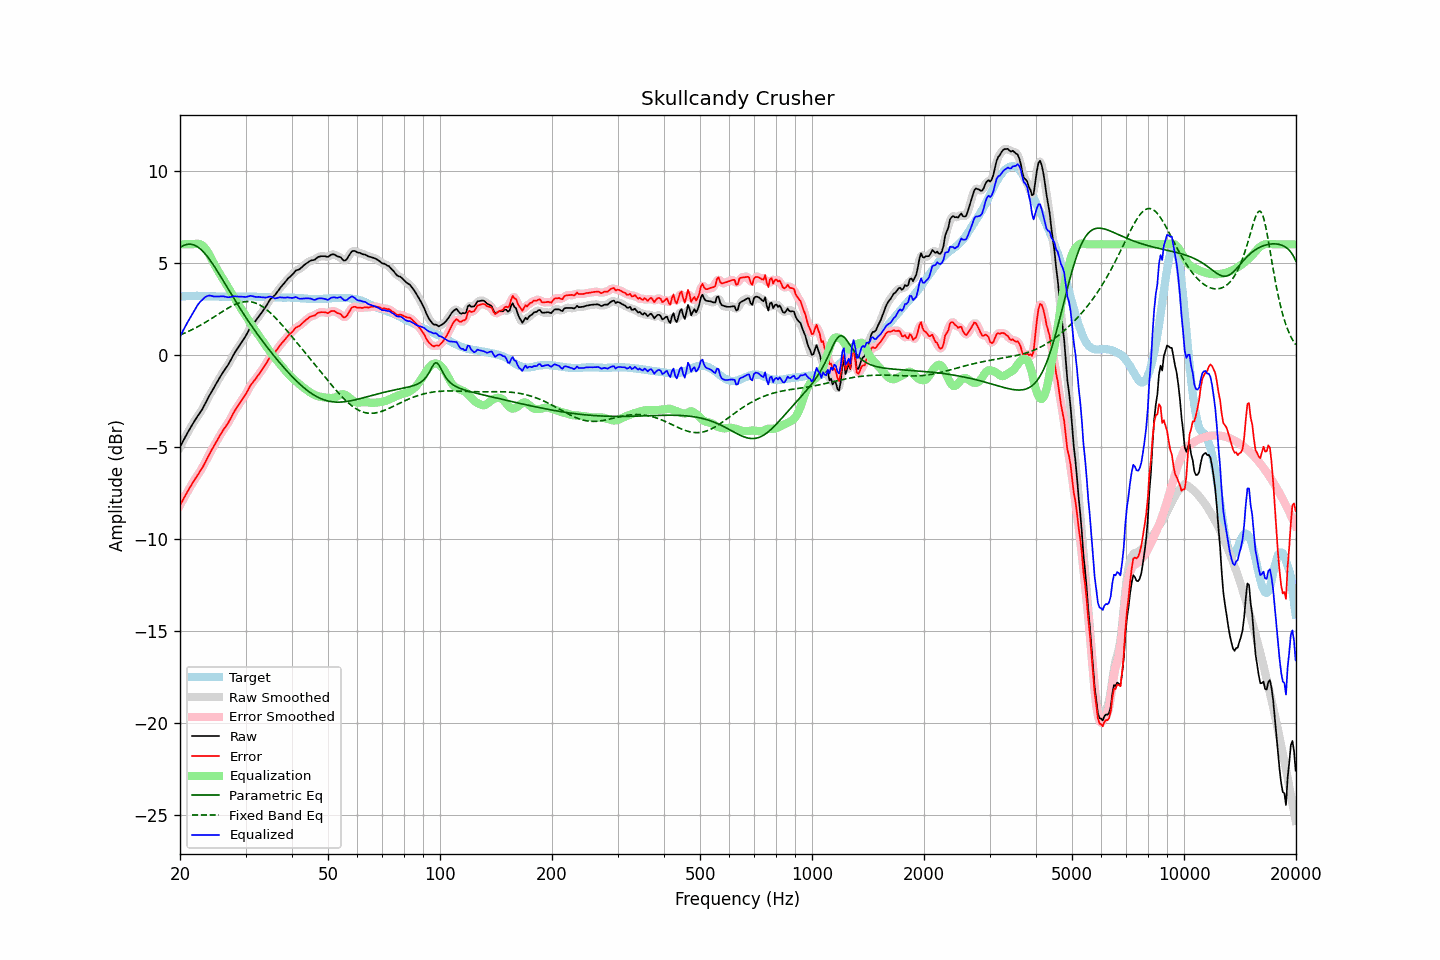 Skullcandy Crusher
Amplitude (dBr)
10
5
0
−5
−10
−15
−20
−25
Target
Raw Smoothed
Error Smoothed
Raw
Error
Equalization
Parametric Eq
Fixed Band Eq
Equalized
20 50 100 200 500 1000 2000 5000 10000 20000
Frequency (Hz)